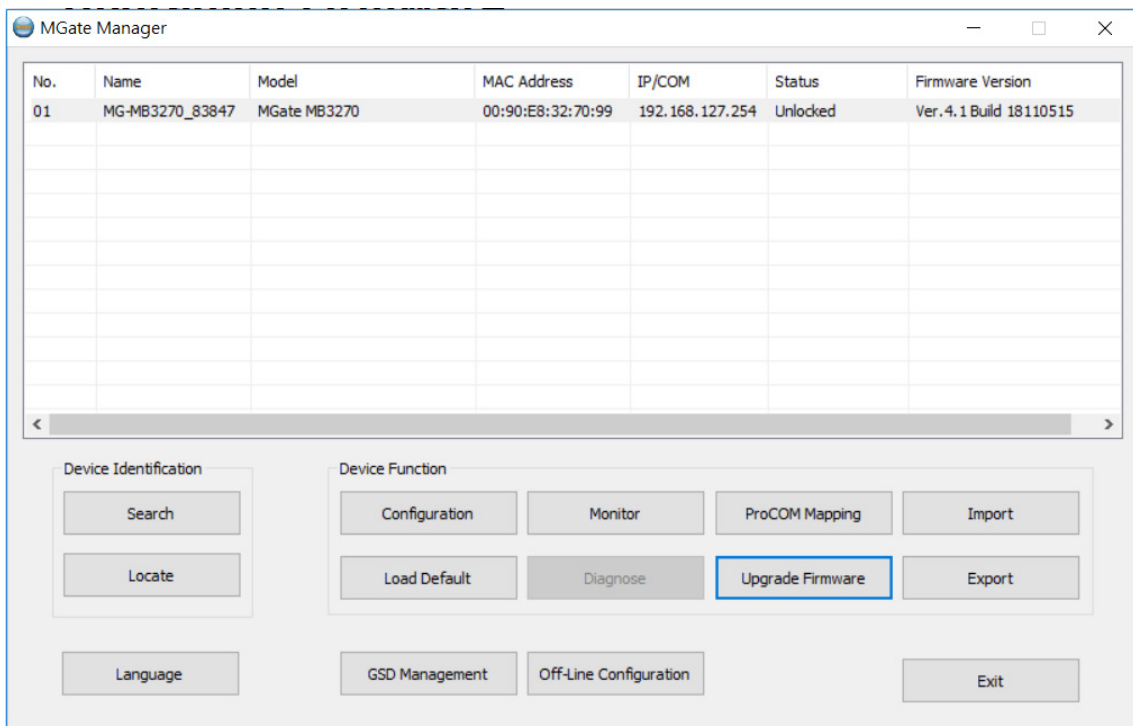 MGate Manager
No. Name Model MAC Address IP/COM Status Firmware Version
01 MG-MB3270_83847 MGate MB3270 00:90:E8:32:70:99 192.168.127.254 Unlocked Ver.4.1 Build 18110515
Device Identification Device Function
Search Configuration Monitor ProCOM Mapping Import
Locate Load Default Diagnose Upgrade Firmware Export
Language GSD Management Off-Line Configuration Exit